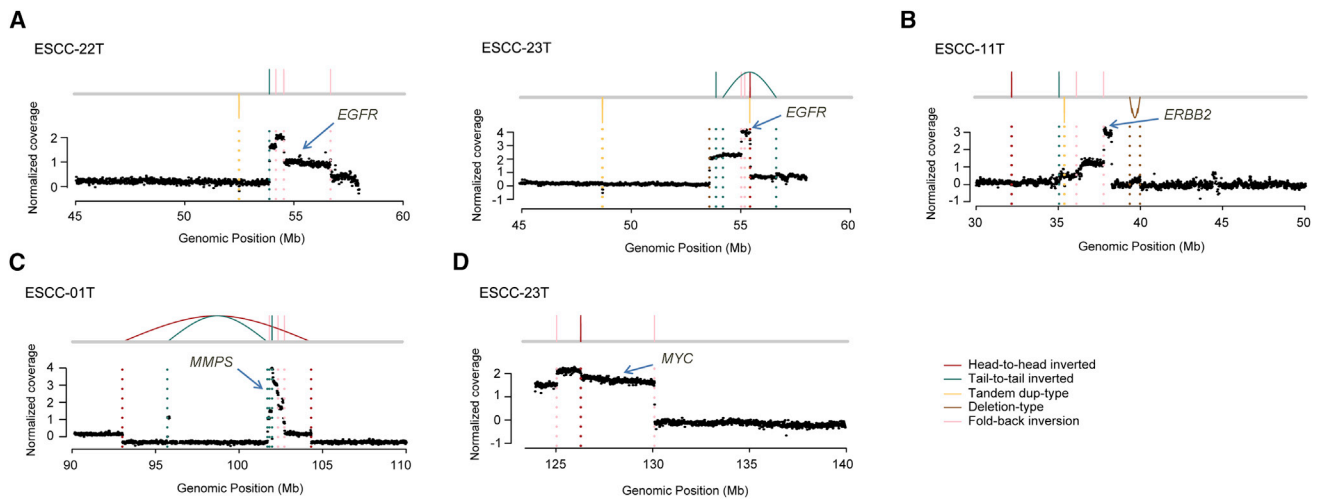 A
ESCC-22T
EGFR
Normalized coverage
2
1
0
45 50 55 60
Genomic Position (Mb)
ESCC-23T
EGFR
Normalized coverage
4
3
2
1
0
-1
45 50 55 60
Genomic Position (Mb)
B
ESCC-11T
ERBB2
Normalized coverage
3
2
1
0
-1
30 35 40 45 50
Genomic Position (Mb)
C
ESCC-01T
MMPS
Normalized coverage
4
3
2
1
0
90 95 100 105 110
Genomic Position (Mb)
D
ESCC-23T
MYC
Normalized coverage
2
1
0
-1
125 130 135 140
Genomic Position (Mb)
Head-to-head inverted
Tail-to-tail inverted
Tandem dup-type
Deletion-type
Fold-back inversion